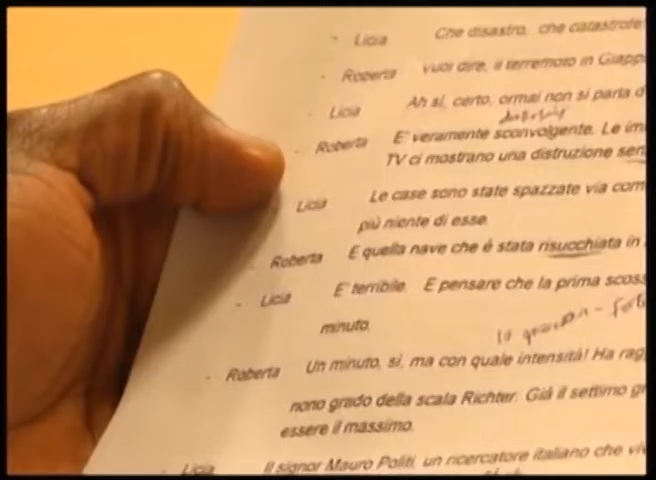 - Licia Che disastro, che catastrofe
- Roberta vuoi dire, il terremoto in Giapp
- Licia Ah si, certo, ormai non si parla d
- Roberta E' veramente sconvolgente. Le im
TV ci mostrano una distruzione sen
Licia Le case sono state spazzate via com
più niente di esse.
- Roberta E quella nave che è stata risucchiata in
- Licia E' terribile. E pensare che la prima scoss
minuto.
- Roberta Un minuto, si, ma con quale intensità! Ha rag
nono grado della scala Richter. Già il settimo gr
essere il massimo.
- Licia Il signor Mauro Politi, un ricercatore italiano che viv